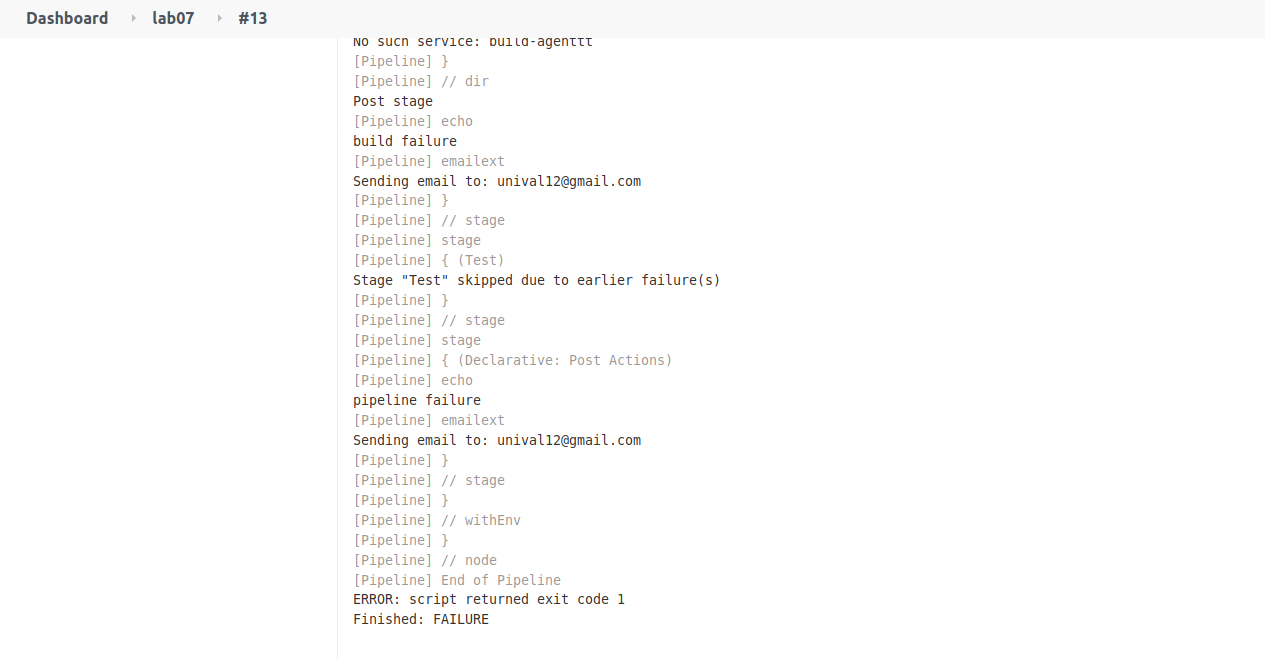 Dashboard lab07 #13
No such service: build-agenttt
[Pipeline] }
[Pipeline] // dir
Post stage
[Pipeline] echo
build failure
[Pipeline] emailext
Sending email to: unival12@gmail.com
[Pipeline] }
[Pipeline] // stage
[Pipeline] stage
[Pipeline] { (Test)
Stage "Test" skipped due to earlier failure(s)
[Pipeline] }
[Pipeline] // stage
[Pipeline] stage
[Pipeline] { (Declarative: Post Actions)
[Pipeline] echo
pipeline failure
[Pipeline] emailext
Sending email to: unival12@gmail.com
[Pipeline] }
[Pipeline] // stage
[Pipeline] }
[Pipeline] // withEnv
[Pipeline] }
[Pipeline] // node
[Pipeline] End of Pipeline
ERROR: script returned exit code 1
Finished: FAILURE